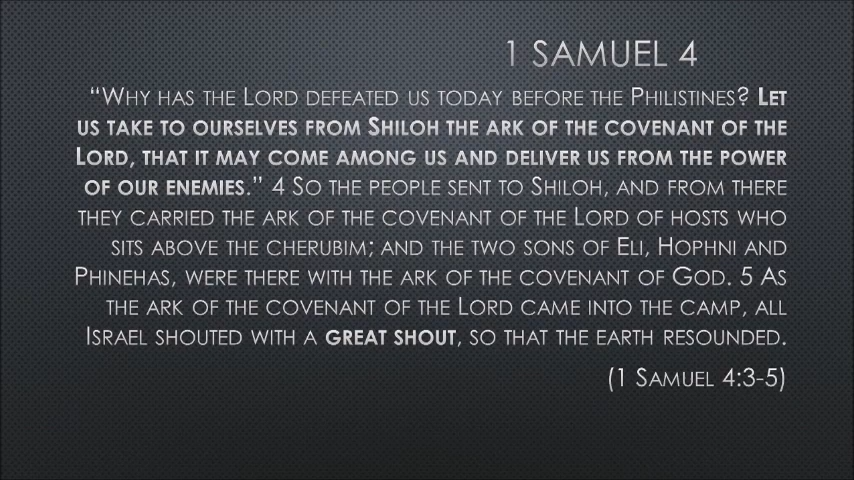 1 SAMUEL 4
“WHY HAS THE LORD DEFEATED US TODAY BEFORE THE PHILISTINES? LET
US TAKE TO OURSELVES FROM SHILOH THE ARK OF THE COVENANT OF THE
LORD, THAT IT MAY COME AMONG US AND DELIVER US FROM THE POWER
OF OUR ENEMIES.” 4 SO THE PEOPLE SENT TO SHILOH, AND FROM THERE
THEY CARRIED THE ARK OF THE COVENANT OF THE LORD OF HOSTS WHO
SITS ABOVE THE CHERUBIM; AND THE TWO SONS OF ELI, HOPHNI AND
PHINEHAS, WERE THERE WITH THE ARK OF THE COVENANT OF GOD. 5 AS
THE ARK OF THE COVENANT OF THE LORD CAME INTO THE CAMP, ALL
ISRAEL SHOUTED WITH A GREAT SHOUT, SO THAT THE EARTH RESOUNDED.
(1 SAMUEL 4:3-5)